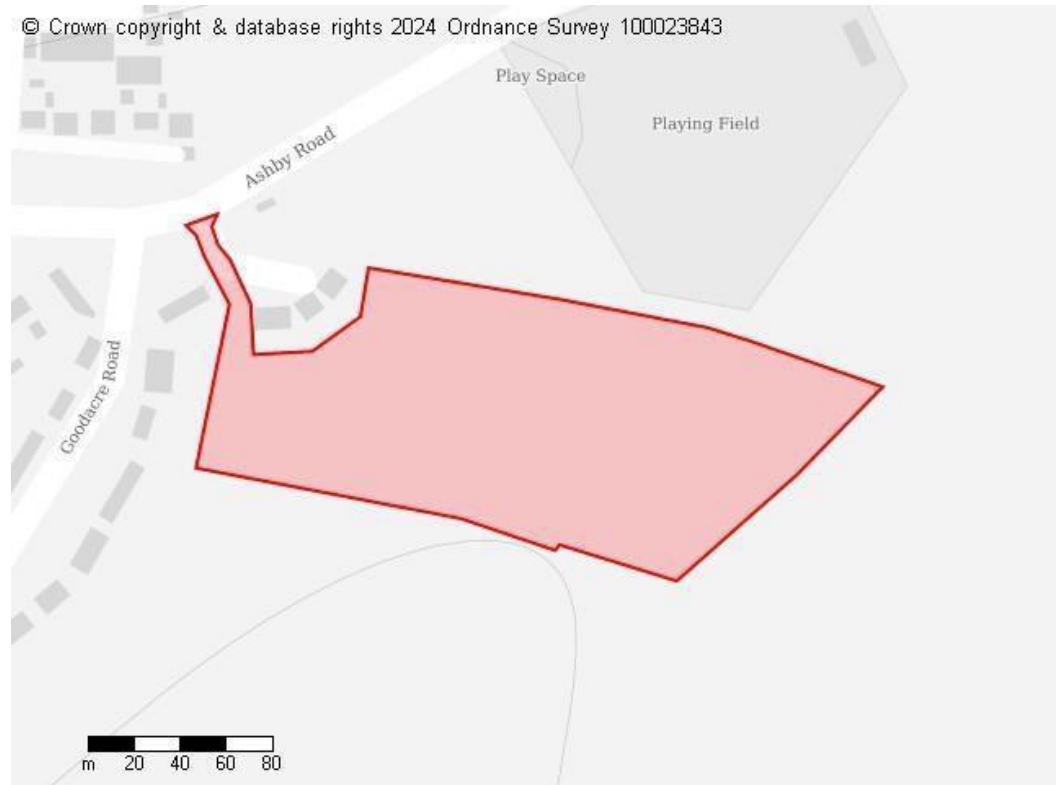 © Crown copyright & database rights 2024 Ordnance Survey 100023843
Play Space
Playing Field
Ashby Road
Goodacre Road
m 20 40 60 80